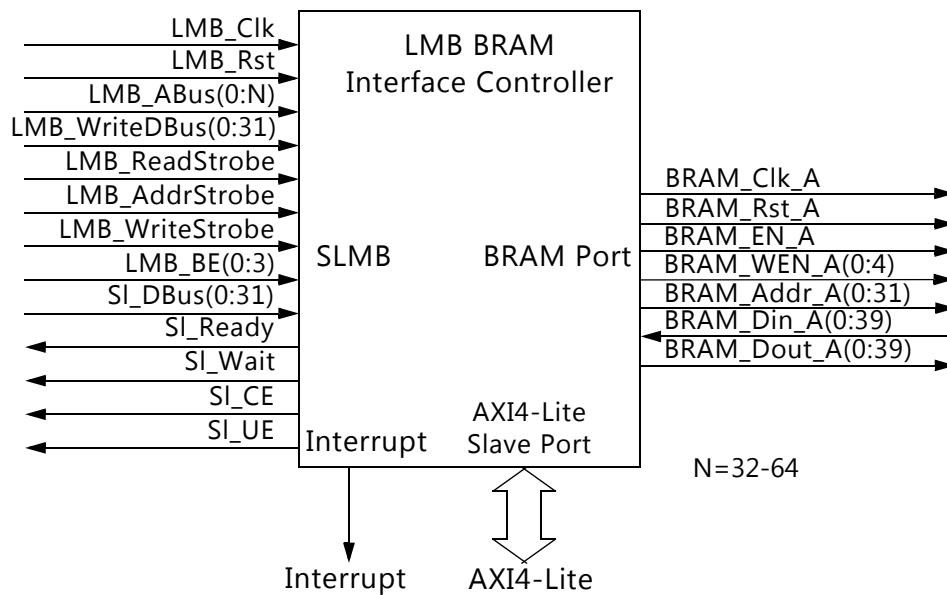 LMB_Clk
LMB_Rst
LMB_ABus(0:N)
LMB_WriteDBus(0:31)
LMB_ReadStrobe
LMB_AddrStrobe
LMB_WriteStrobe
LMB_BE(0:3)
Sl_DBus(0:31)
Sl_Ready
Sl_Wait
Sl_CE
Sl_UE
LMB BRAM
Interface Controller
SLMB
BRAM Port
Interrupt
AXI4-Lite
Slave Port
BRAM_Clk_A
BRAM_Rst_A
BRAM_EN_A
BRAM_WEN_A(0:4)
BRAM_Addr_A(0:31)
BRAM_Din_A(0:39)
BRAM_Dout_A(0:39)
N=32-64
Interrupt
AXI4-Lite